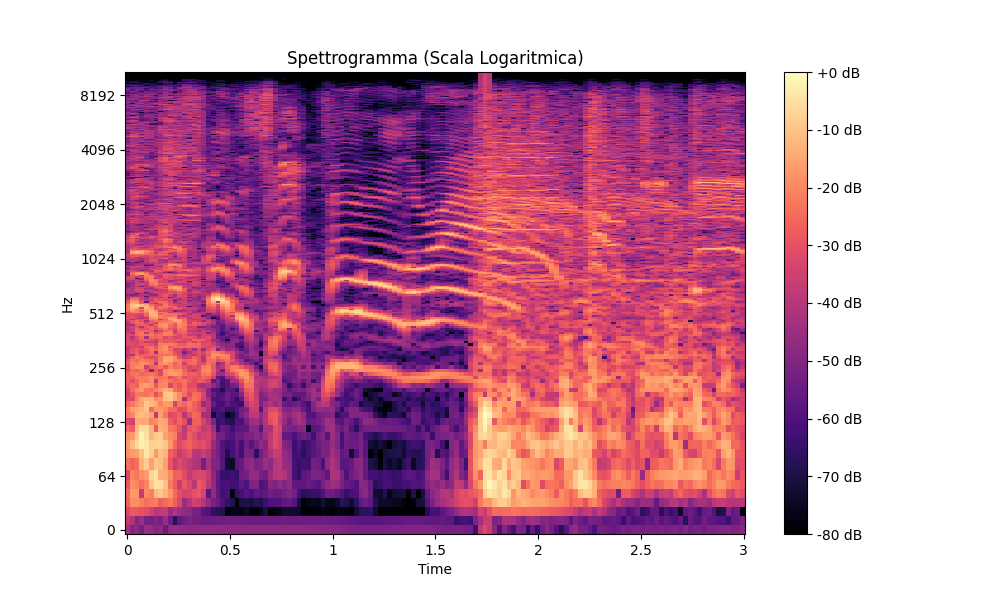 Spettrogramma (Scala Logaritmica)
8192
4096
2048
1024
512
256
128
64
0
Hz
0
0.5
1
1.5
2
2.5
3
Time
+0 dB
-10 dB
-20 dB
-30 dB
-40 dB
-50 dB
-60 dB
-70 dB
-80 dB